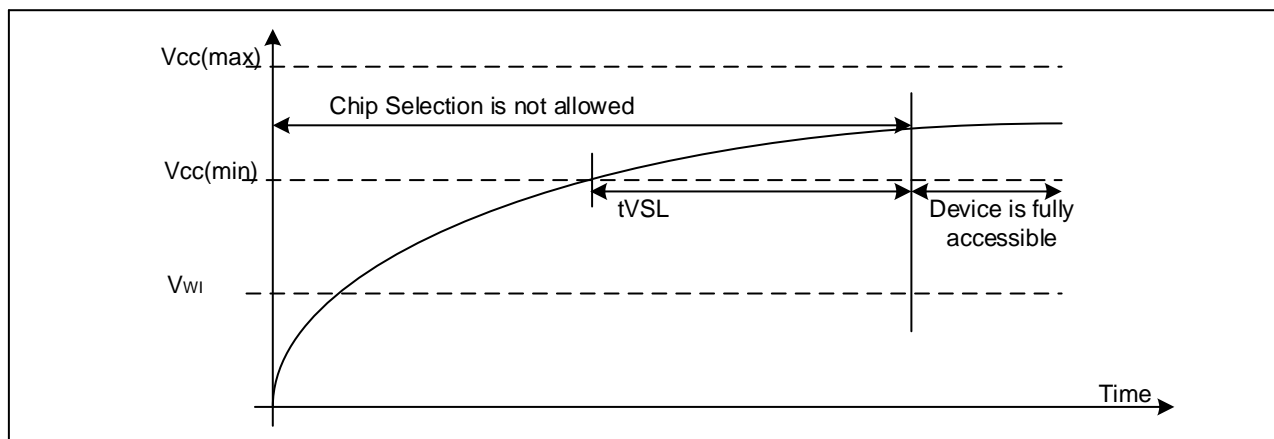 Vcc(max)
Chip Selection is not allowed
Vcc(min)
tVSL
Device is fully
accessible
VWI
Time